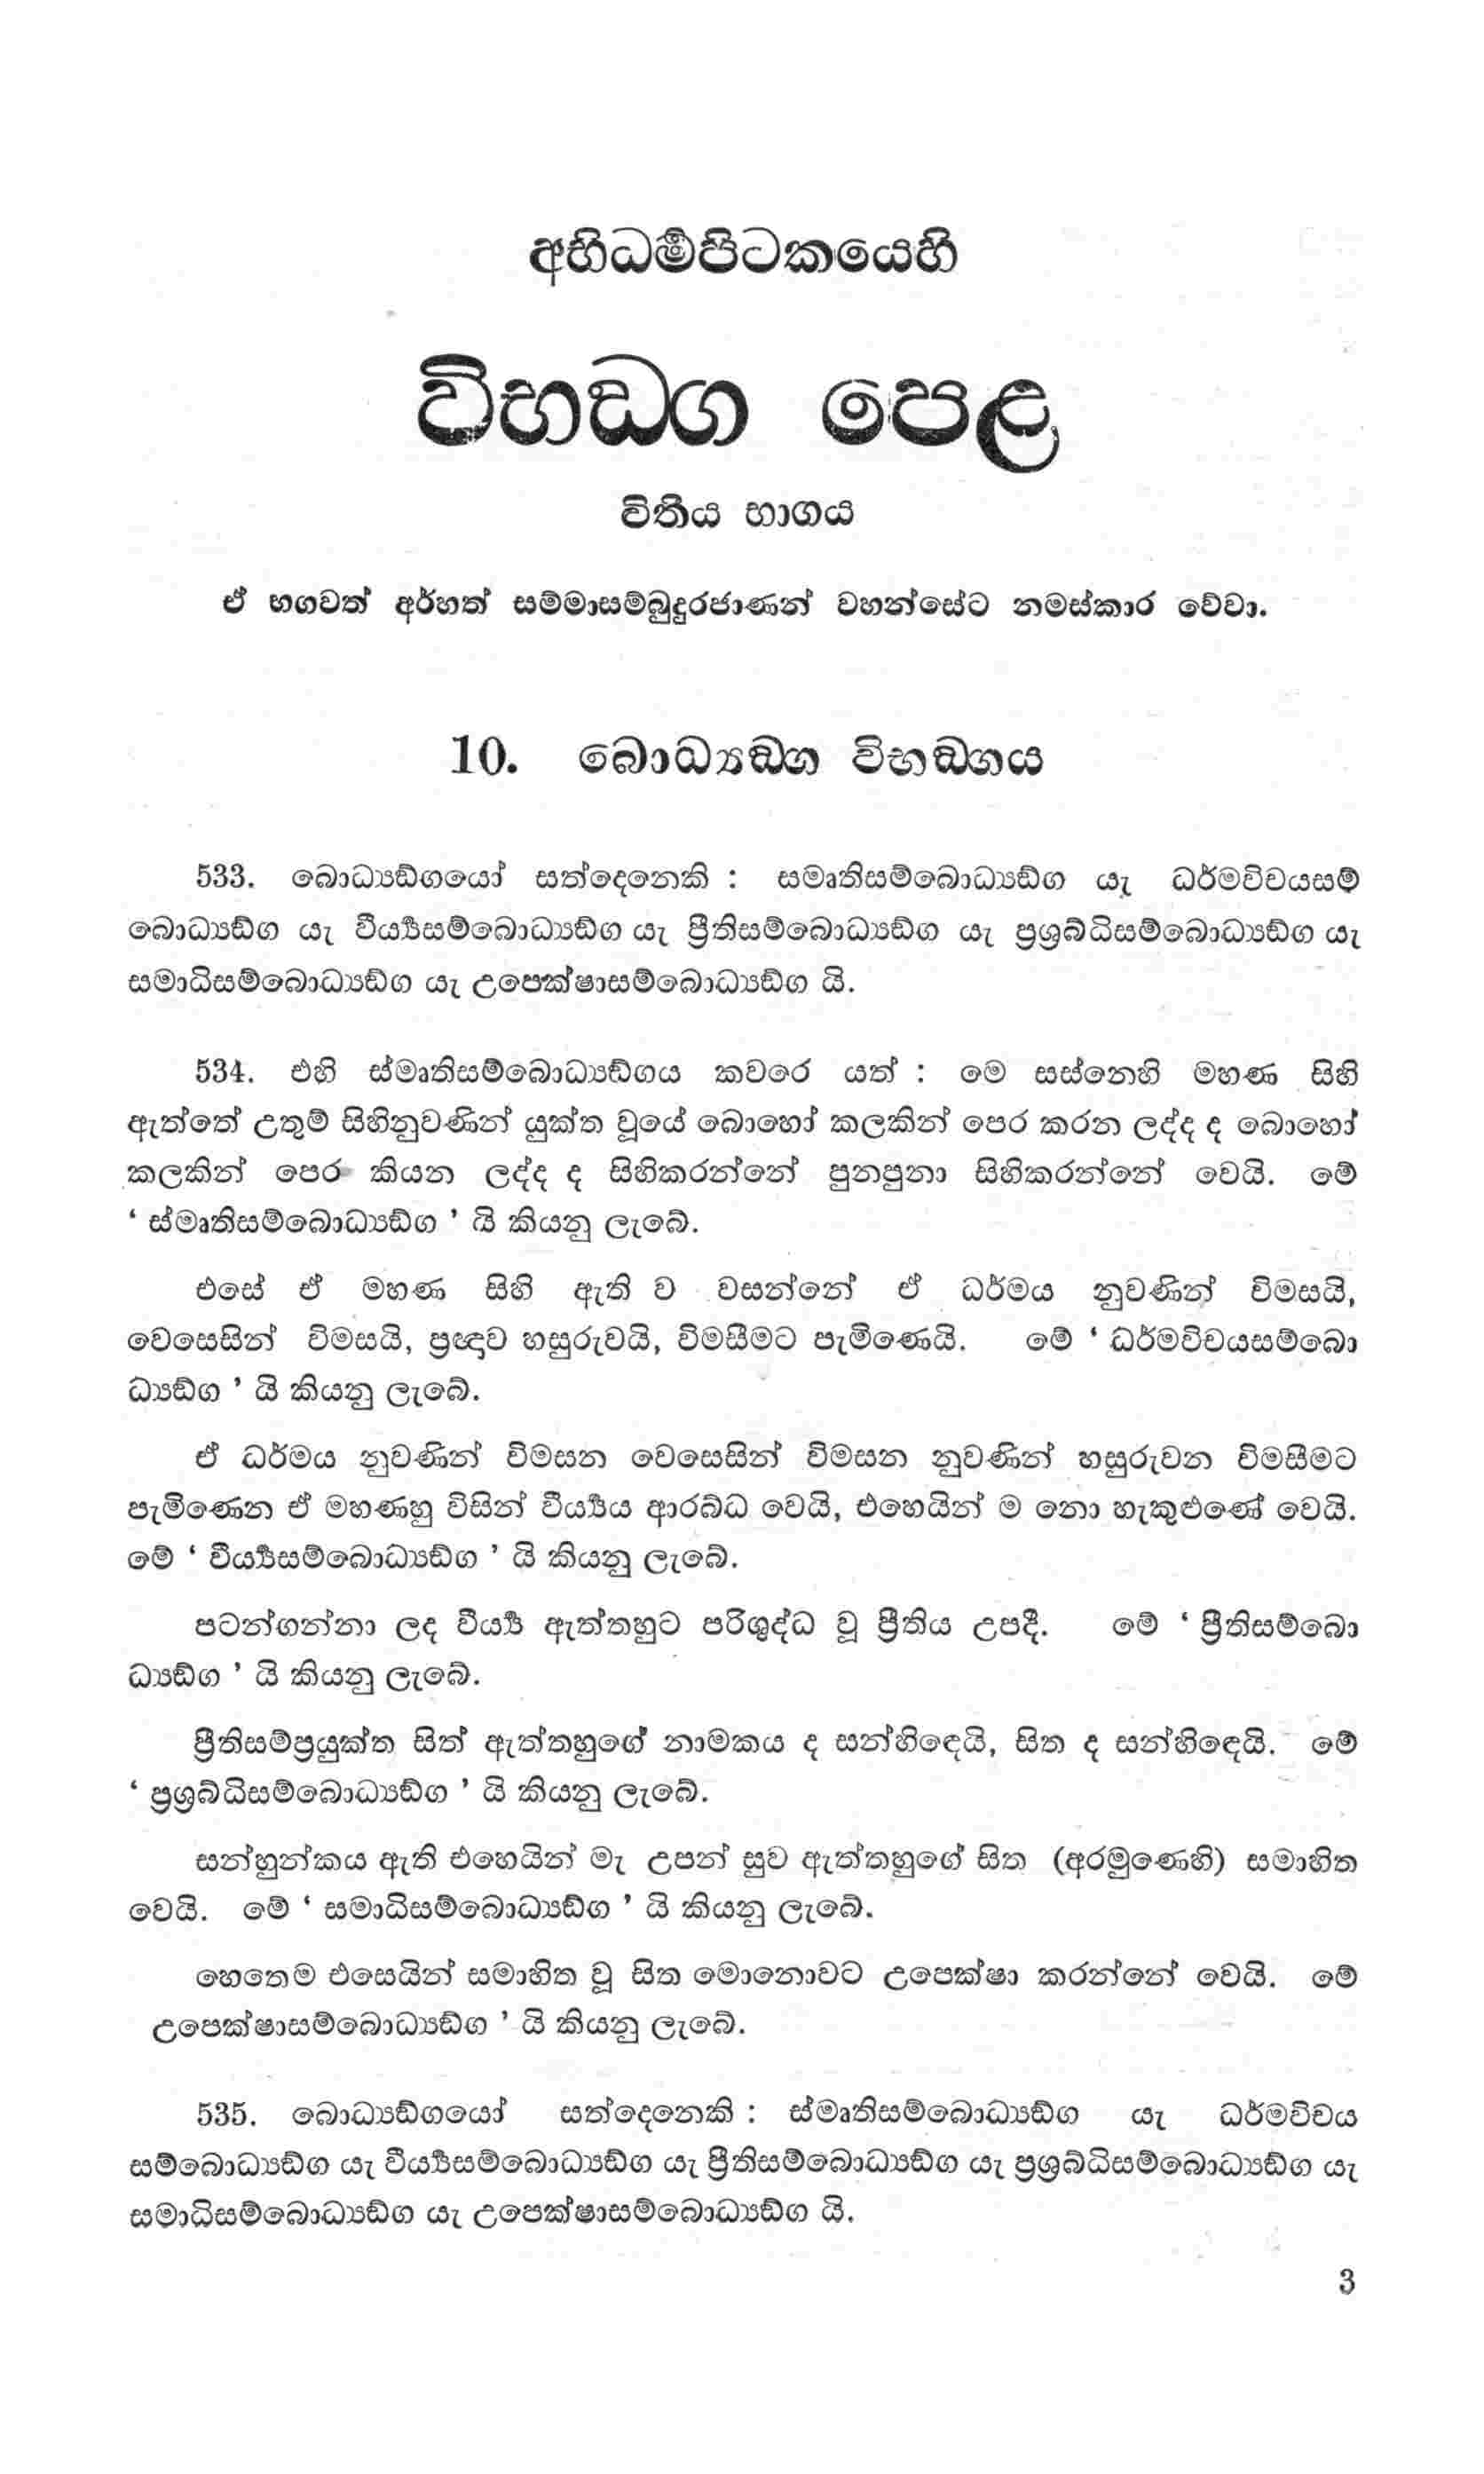 අභිධර්‍මපිටකයෙහි
විභඞ්ග පෙළ
විතීය භාගය
ඒ භගවත් අර්හත් සම්මාසම්බුදුරජාණන් වහන්සේට නමස්කාර වේවා.
10. බොධ්‍යඞ්ග විභඞ්ගය
533. බොධ්‍යඞ්ගයෝ සත්දෙනෙකි : සමෘතිසම්බොධ්‍යඞ්ග යැ ධර්මවිචයසම්
බොධ්‍යඞ්ග යැ වීර්‍ය්‍යසම්බොධ්‍යඞ්ග යැ ප්‍රීතිසම්බොධ්‍යඞ්ග යැ ප්‍රශ්‍රබ්ධිසම්බොධ්‍යඞ්ග යැ
සමාධිසම්බොධ්‍යඞ්ග යැ උපෙක්ෂාසම්බොධ්‍යඞ්ග යි.
534. එහි ස්මෘතිසම්බොධ්‍යඞ්ගය කවරෙ යත් : මෙ සස්නෙහි මහණ සිහි
ඇත්තේ උතුම් සිහිනුවණින් යුක්ත වූයේ බොහෝ කලකින් පෙර කරන ලද්ද ද බොහෝ
කලකින් පෙර කියන ලද්ද ද සිහිකරන්නේ පුනපුනා සිහිකරන්නේ වෙයි. මේ
‘ ස්මෘතිසම්බොධ්‍යඞ්ග ’ යි කියනු ලැබේ.
එසේ ඒ මහණ සිහි ඇති ව වසන්නේ ඒ ධර්මය නුවණින් විමසයි,
වෙසෙසින් විමසයි, ප්‍රඥාව හසුරුවයි, විමසීමට පැමිණෙයි. මේ ‘ ධර්මවිචයසම්බො
ධ්‍යඞ්ග ’ යි කියනු ලැබේ.
ඒ ධර්මය නුවණින් විමසන වෙසෙසින් විමසන නුවණින් හසුරුවන විමසීමට
පැමිණෙන ඒ මහණහු විසින් වීර්‍ය්‍යය ආරබ්ධ වෙයි, එහෙයින් ම නො හැකුළුණේ වෙයි.
මේ ‘ වීර්‍ය්‍යසම්බොධ්‍යඞ්ග ’ යි කියනු ලැබේ.
පටන්ගන්නා ලද වීර්‍ය්‍ය ඇත්තහුට පරිශුද්ධ වූ ප්‍රීතිය උපදී. මේ ‘ ප්‍රීතිසම්බො
ධ්‍යඞ්ග ’ යි කියනු ලැබේ.
ප්‍රීතිසම්ප්‍රයුක්ත සිත් ඇත්තහුගේ නාමකය ද සන්හිඳෙයි, සිත ද සන්හිඳෙයි. මේ
‘ ප්‍රශ්‍රබ්ධිසම්බොධ්‍යඞ්ග ’ යි කියනු ලැබේ.
සන්හුන්කය ඇති එහෙයින් මැ උපන් සුව ඇත්තහුගේ සිත (අරමුණෙහි) සමාහිත
වෙයි. මේ ‘ සමාධිසම්බොධ්‍යඞ්ග ’ යි කියනු ලැබේ.
හෙතෙම එසෙයින් සමාහිත වූ සිත මොනොවට උපෙක්ෂා කරන්නේ වෙයි. මේ
උපෙක්ෂාසම්බොධ්‍යඞ්ග ’ යි කියනු ලැබේ.
535. බොධ්‍යඞ්ගයෝ සත්දෙනෙකි : ස්මෘතිසම්බොධ්‍යඞ්ග යැ ධර්මවිචය
සම්බොධ්‍යඞ්ග යැ වීර්‍ය්‍යසම්බොධ්‍යඞ්ග යැ ප්‍රීතිසම්බොධ්‍යඞ්ග යැ ප්‍රශ්‍රබ්ධිසම්බොධ්‍යඞ්ග යැ
සමාධිසම්බොධ්‍යඞ්ග යැ උපෙක්ෂාසම්බොධ්‍යඞ්ග යි.
3